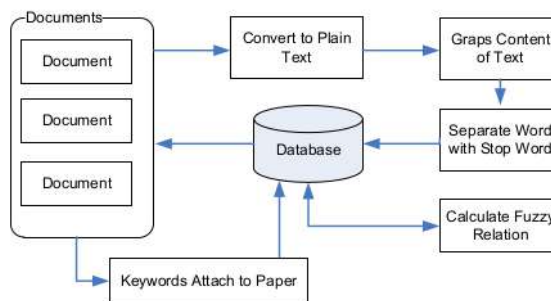 Documents
Document
Document
Document
Convert to Plain
Text
Graps Content
of Text
Separate Word
with Stop Word
Database
Calculate Fuzzy
Relation
Keywords Attach to Paper